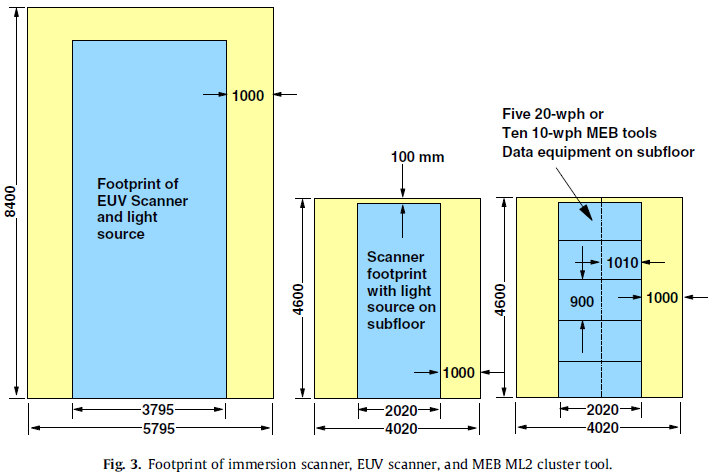 Five 20-wph or
Ten 10-wph MEB tools
Data equipment on subfloor
1000
100 mm
8400
Footprint of
EUV Scanner
and light
source
Scanner
footprint
with light
source on
subfloor
4600
1000
4600
1010
900
1000
3795
5795
2020
4020
2020
4020
Fig. 3. Footprint of immersion scanner, EUV scanner, and MEB ML2 cluster tool.